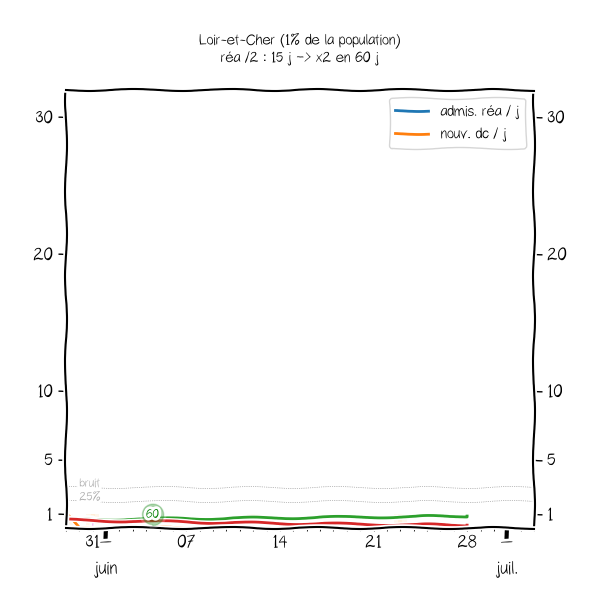 Loir-et-Cher (1% de la population)
réa /2 : 15 j -> x2 en 60 j
admis. réa / j
nouv. dc / j
30 30
20 20
10 10
5 5
bruit
25%
1 1
60
31 07 14 21 28
juin juil.